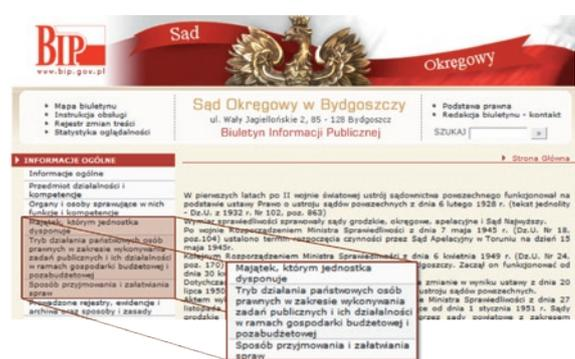 BIP
www.bip.gov.pl
Sąd
Okręgowy
Mapa biuletynu
Instrukcja obsługi
Rejestr zmian treści
Statystyka oglądalności
Sąd Okręgowy w Bydgoszczy
ul. Wały Jagiellońskie 2, 85 - 128 Bydgoszcz
Biuletyn Informacji Publicznej
Podstawa prawna
Redakcja biuletynu - kontakt
SZUKAJ »
INFORMACJE OGÓLNE
Informacje ogólne
Przedmiot działalności i
kompetencje
Organy i osoby sprawujące w nich
funkcje i kompetencje
Majątek, którym jednostka
dysponuje
Tryb działania państwowych osób
prawnych w zakresie wykonywania
zadań publicznych i ich działalności
w ramach gospodarki budżetowej i
pozabudżetowej
Sposób przyjmowania i załatwiania
spraw
Prowadzone rejestry, ewidencje i
archiwa oraz sposoby i zasady
Strona Główna
W pierwszych latach po II wojnie światowej ustrój sądownictwa powszechnego funkcjonował na
podstawie ustawy Prawo o ustroju sądów powszechnych z dnia 6 lutego 1928 r. (tekst jednolity
- Dz.U. z 1932 r. Nr 102, poz. 863)
Wymiar sprawiedliwości sprawowały sądy grodzkie, okręgowe, apelacyjne i Sąd Najwyższy.
Po wojnie Rozporządzeniem Ministra Sprawiedliwości z dnia 7 maja 1945 r. (Dz.U. Nr 18.
poz.104) ustalono termin rozpoczęcia czynności przez Sąd Apelacyjny w Toruniu na dzień 15
maja 1945r.
Kolejnym Rozporządzeniem Ministra Sprawiedliwości z dnia 6 kwietnia 1949 r. (Dz.U. Nr 24.
poz. 170) dgoszczy. Zaczął on funkcjonować od
dnia 30 kw
Dotychczas e zmianie w wyniku ustawy z dnia 20
lipca 1950 ustroju sądów powszechnych.
Aktem wyk Ministra Sprawiedliwości z dnia 27
listopada ce od dnia 1 stycznia 1951 r. Sądy
grodzkie przez sądy powiatowe z zakresem
Majątek, którym jednostka
dysponuje
Tryb działania państwowych osób
prawnych w zakresie wykonywania
zadań publicznych i ich działalności
w ramach gospodarki budżetowej i
pozabudżetowej
Sposób przyjmowania i załatwiania
spraw